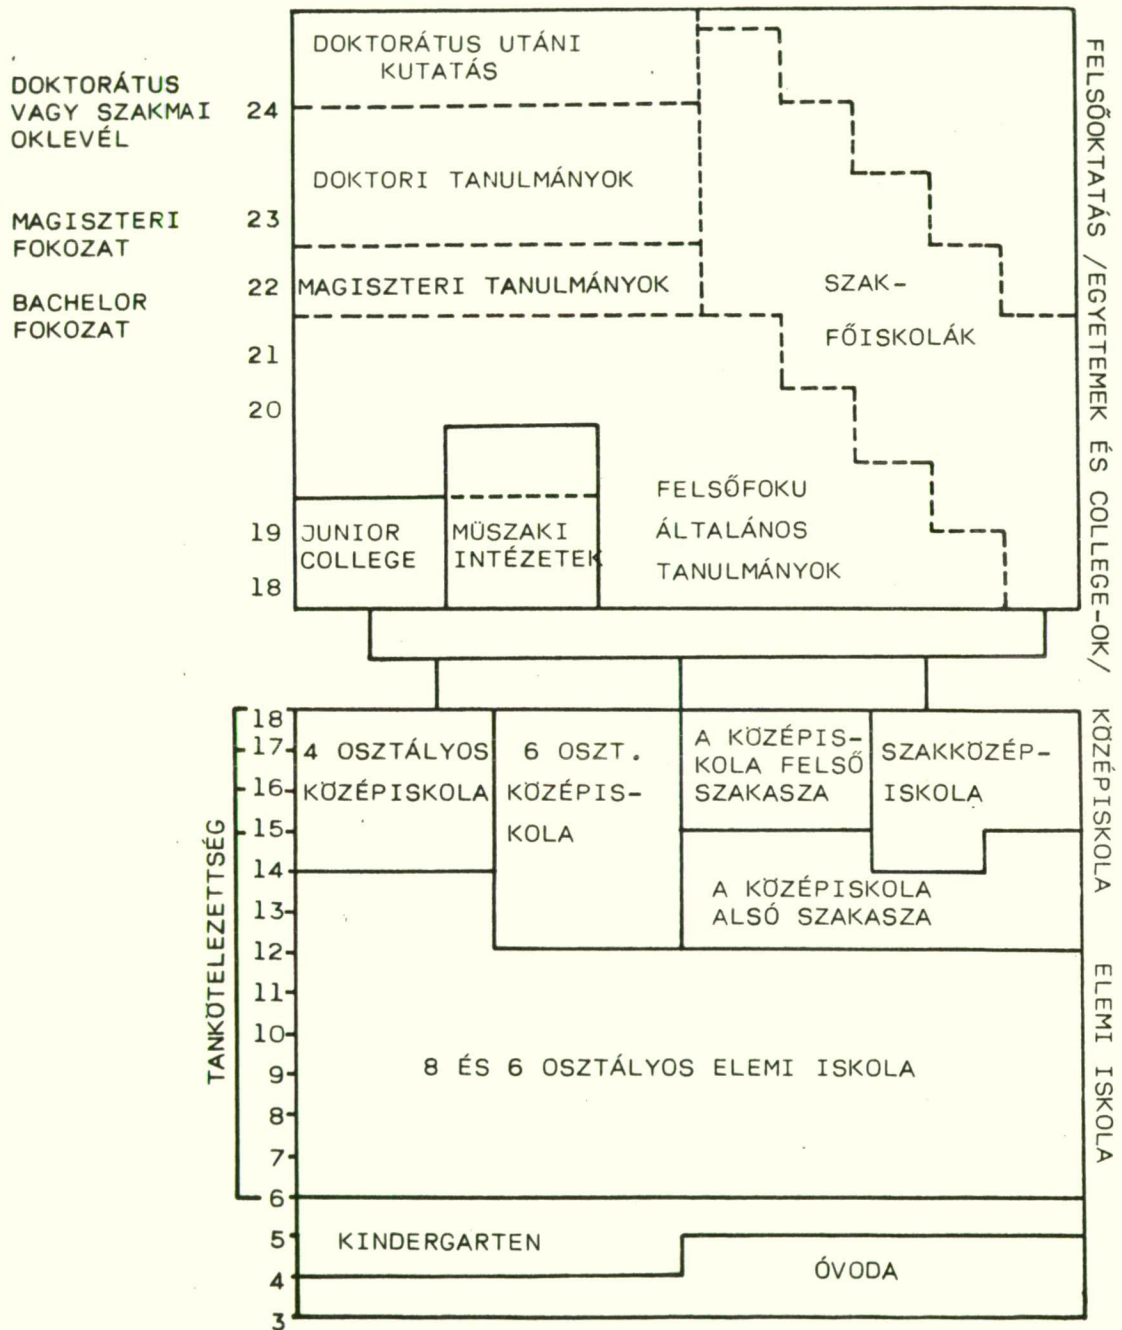 DOKTORÁTUS
VAGY SZAKMAI
OKLEVÉL
MAGISZTERI
FOKOZAT
BACHELOR
FOKOZAT
24
23
22
21
20
19
18
DOKTORÁTUS UTÁNI
KUTATÁS
DOKTORI TANULMÁNYOK
MAGISZTERI TANULMÁNYOK
SZAK-
FŐISKOLÁK
JUNIOR
COLLEGE
MÜSZAKI
INTÉZETEK
FELSŐFOKU
ÁLTALÁNOS
TANULMÁNYOK
FELSŐOKTATÁS /EGYETEMEK ÉS COLLEGE-OK/
TANKÖTELEZETTSÉG
18
17
16
15
14
13
12
11
10
9
8
7
6
5
4
3
4 OSZTÁLYOS
KÖZÉPISKOLA
6 OSZT.
KÖZÉPIS-
KOLA
A KÖZÉPIS-
KOLA FELSŐ
SZAKASZA
SZAKKÖZÉP-
ISKOLA
A KÖZÉPISKOLA
ALSÓ SZAKASZA
8 ÉS 6 OSZTÁLYOS ELEMI ISKOLA
KINDERGARTEN
ÓVODA
KÖZÉPISKOLA
ELEMI ISKOLA